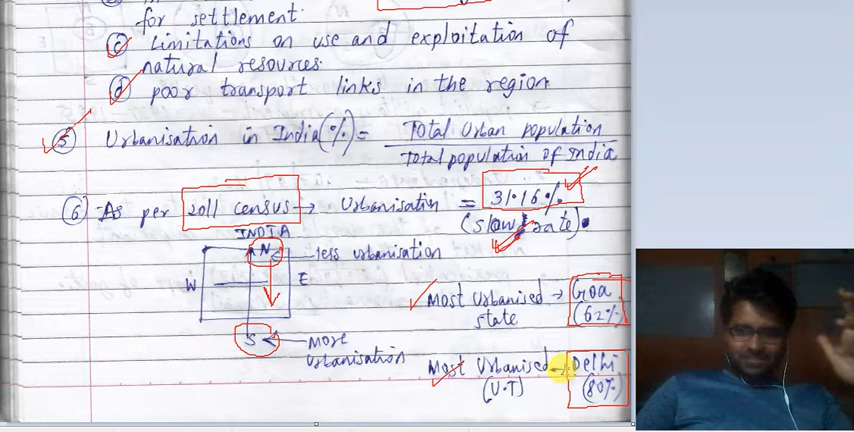 for settlement.
(c) Limitations on use and exploitation of
natural resources.
(d) poor transport links in the region
(5) Urbanisation in India(%) = Total Urban population
Total population of India
(6) As per 2011 census → Urbanisation = 31.16%
(slow rate).
INDIA
N
less urbanisation
W
E
S
More
urbanisation
Most Urbanised → Goa
state (62%)
Most Urbanised → Delhi
(U.T) (80%)